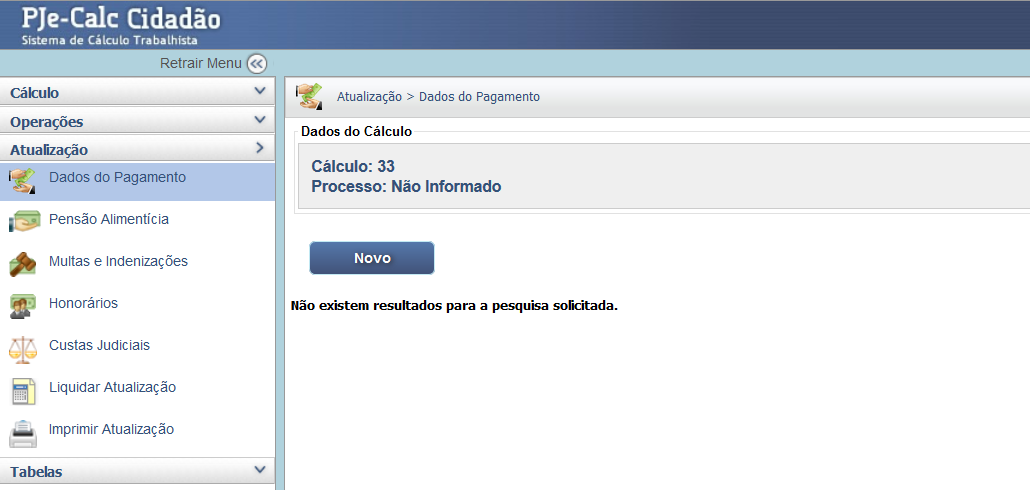 PJe-Calc Cidadão
Sistema de Cálculo Trabalhista
Retrair Menu
Cálculo
Operações
Atualização
Dados do Pagamento
Pensão Alimentícia
Multas e Indenizações
Honorários
Custas Judiciais
Liquidar Atualização
Imprimir Atualização
Tabelas
Atualização > Dados do Pagamento
Dados do Cálculo
Cálculo: 33
Processo: Não Informado
Novo
Não existem resultados para a pesquisa solicitada.